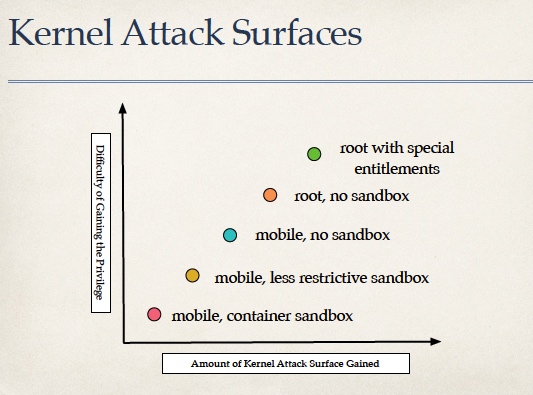 Kernel Attack Surfaces
Difficulty of Gaining the Privilege
root with special
entitlements
root, no sandbox
mobile, no sandbox
mobile, less restrictive sandbox
mobile, container sandbox
Amount of Kernel Attack Surface Gained